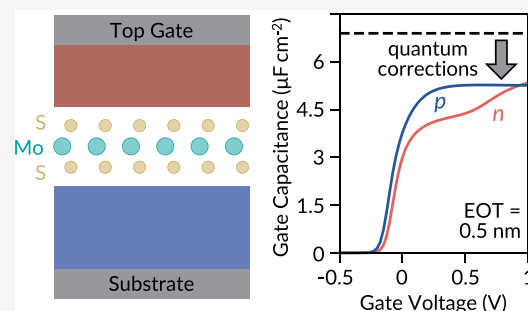 Top Gate
S
Mo
S
Substrate
Gate Capacitance (µF cm-2)
6
4.5
3
1.5
0
-0.5
0
0.5
1
Gate Voltage (V)
quantum
corrections
p
n
EOT =
0.5 nm